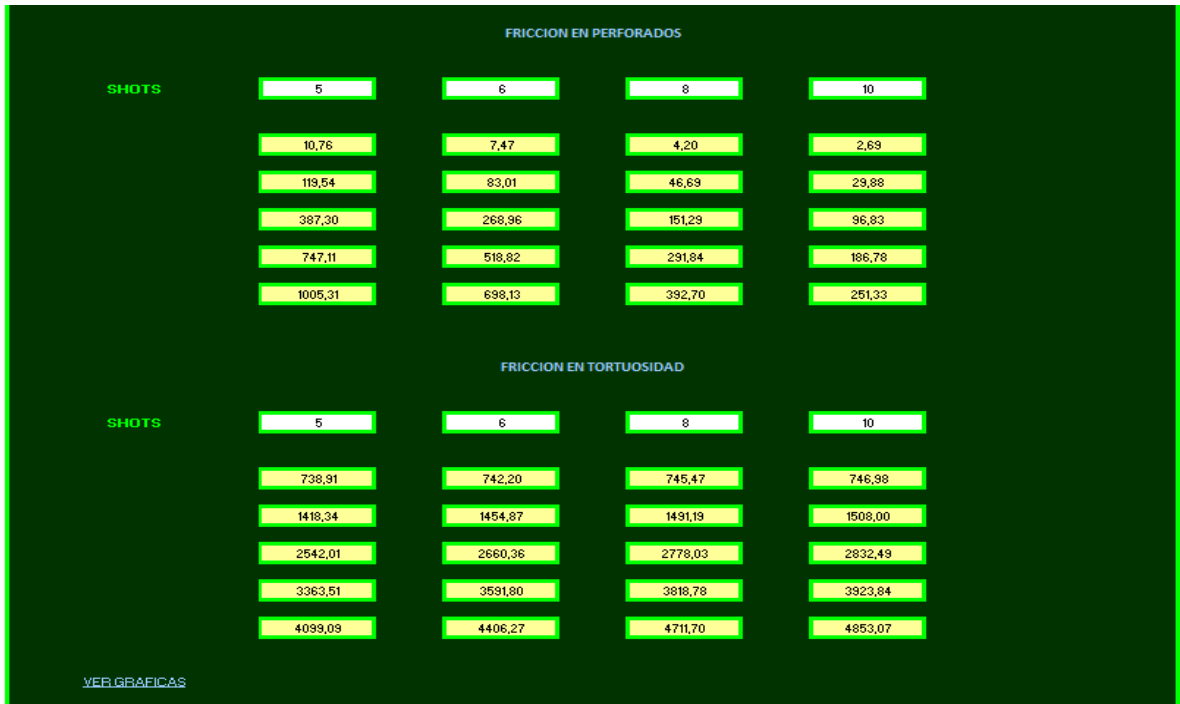 FRICCION EN PERFORADOS
SHOTS 5 6 8 10
10,76 7,47 4,20 2,69
119,54 83,01 46,69 29,88
387,30 268,96 151,29 96,83
747,11 518,82 291,84 186,78
1005,31 698,13 392,70 251,33
FRICCION EN TORTUOSIDAD
SHOTS 5 6 8 10
738,91 742,20 745,47 746,98
1418,34 1454,87 1491,19 1508,00
2542,01 2660,36 2778,03 2832,49
3363,51 3591,80 3818,78 3923,84
4099,09 4406,27 4711,70 4853,07
VER GRAFICAS